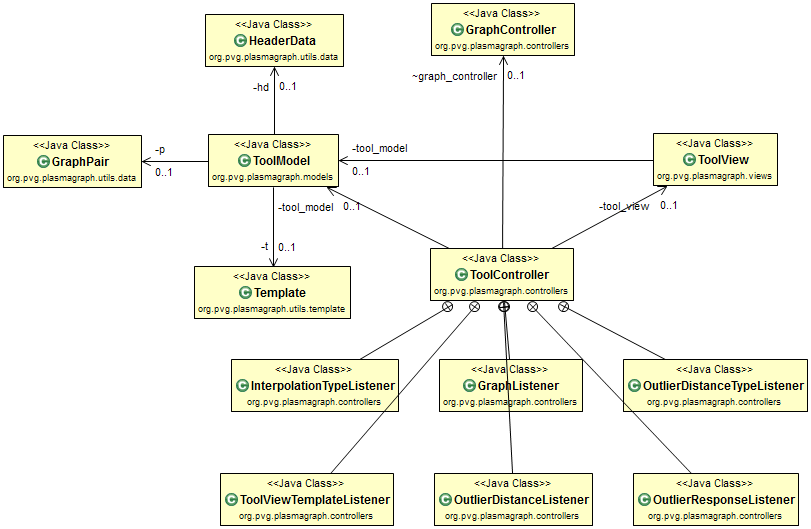 <<Java Class>>
HeaderData
org.pvg.plasmagraph.utils.data
<<Java Class>>
GraphController
org.pvg.plasmagraph.controllers
~graph_controller
0..1
-hd
0..1
<<Java Class>>
GraphPair
org.pvg.plasmagraph.utils.data
-p
0..1
<<Java Class>>
ToolModel
org.pvg.plasmagraph.models
-tool_model
0..1
<<Java Class>>
ToolView
org.pvg.plasmagraph.views
-tool_model
0..1
-tool_view
0..1
-t
0..1
<<Java Class>>
Template
org.pvg.plasmagraph.utils.template
<<Java Class>>
ToolController
org.pvg.plasmagraph.controllers
<<Java Class>>
InterpolationTypeListener
org.pvg.plasmagraph.controllers
<<Java Class>>
GraphListener
org.pvg.plasmagraph.controllers
<<Java Class>>
OutlierDistanceTypeListener
org.pvg.plasmagraph.controllers
<<Java Class>>
ToolViewTemplateListener
org.pvg.plasmagraph.controllers
<<Java Class>>
OutlierDistanceListener
org.pvg.plasmagraph.controllers
<<Java Class>>
OutlierResponseListener
org.pvg.plasmagraph.controllers